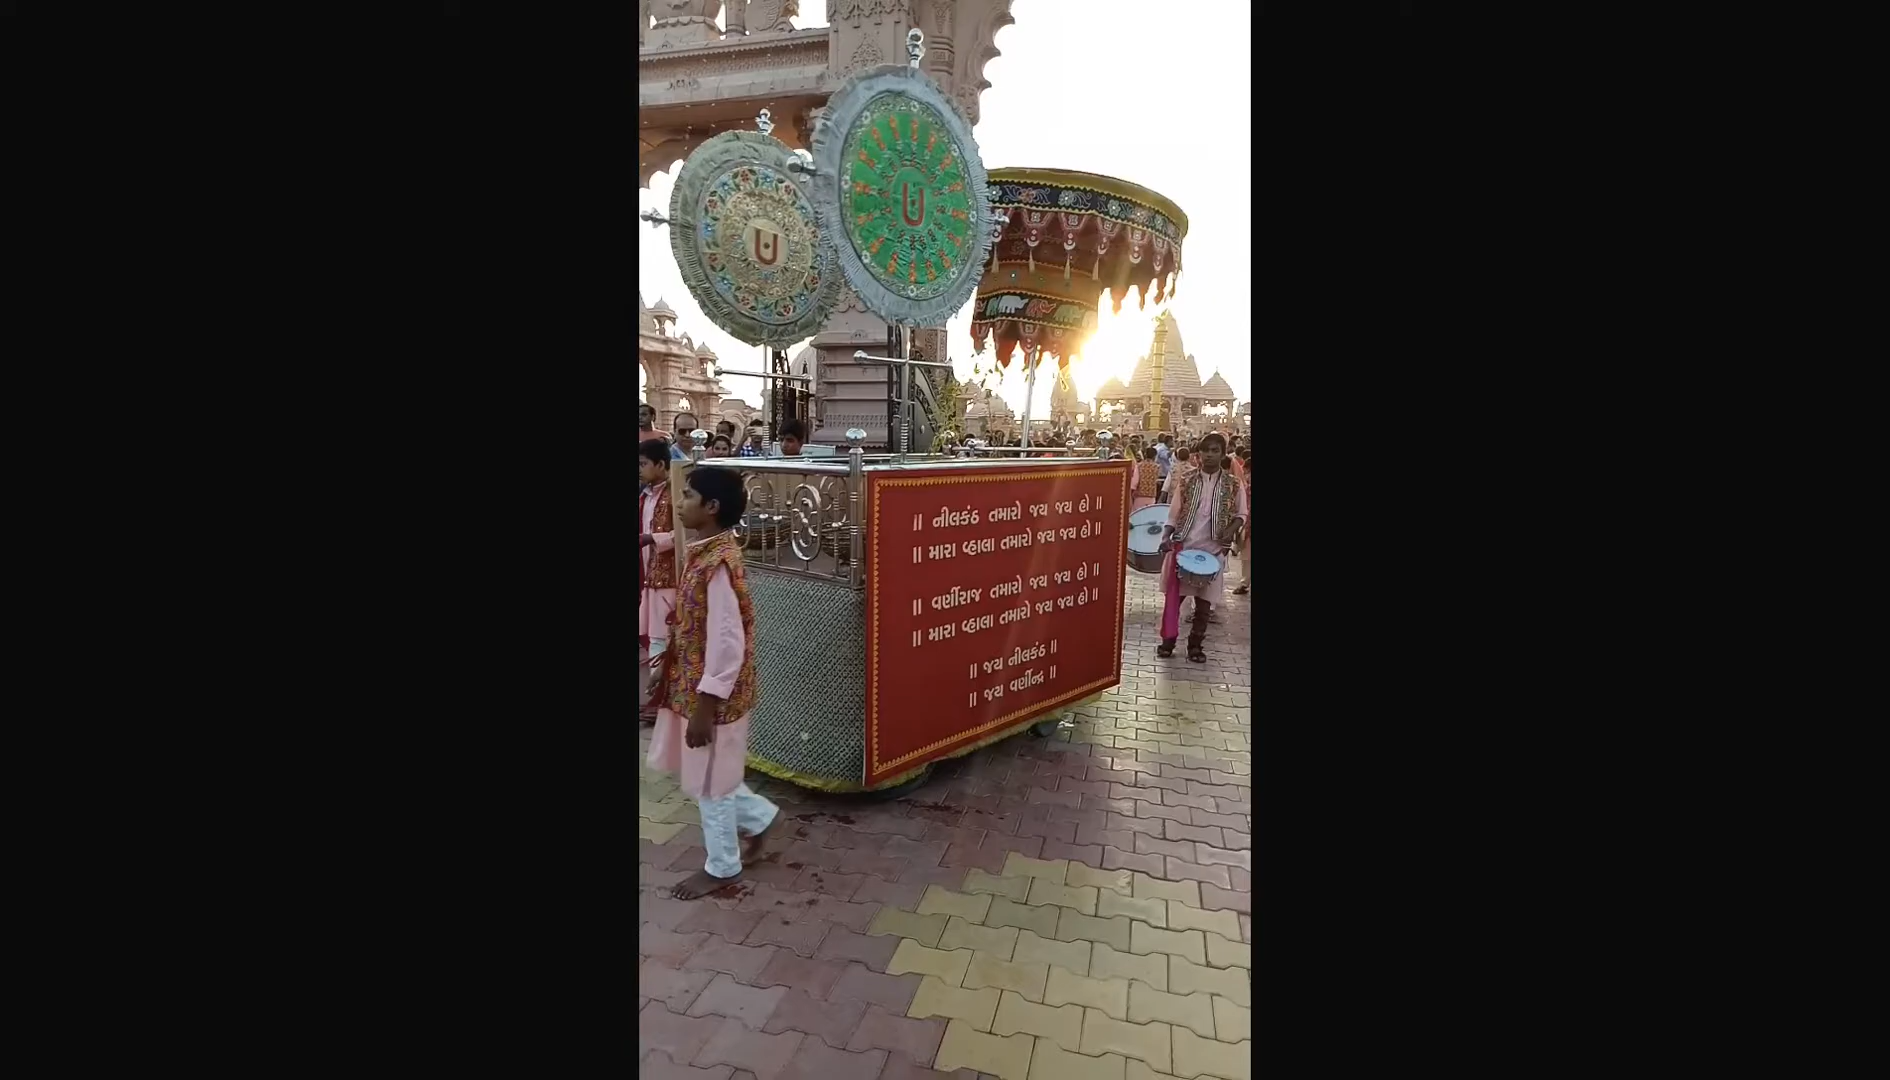 ॥ નીલકંઠ તમારો જય જય હો ॥
॥ મારા વ્હાલા તમારો જય જય હો ॥
॥ વર્ણીરાજ તમારો જય જય હો ॥
॥ મારા વ્હાલા તમારો જય જય હો ॥
॥ જય નીલકંઠ ॥
॥ જય વર્ણીન્દ્ર ॥